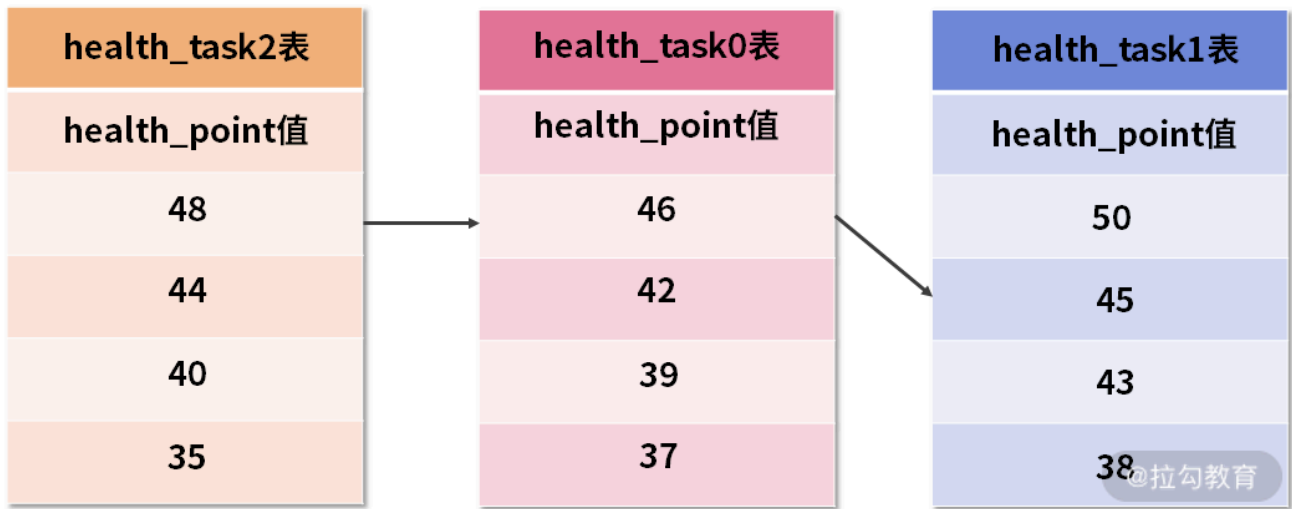 health_task2表
health_point值
48
44
40
35
health_task0表
health_point值
46
42
39
37
health_task1表
health_point值
50
45
43
38
@拉勾教育